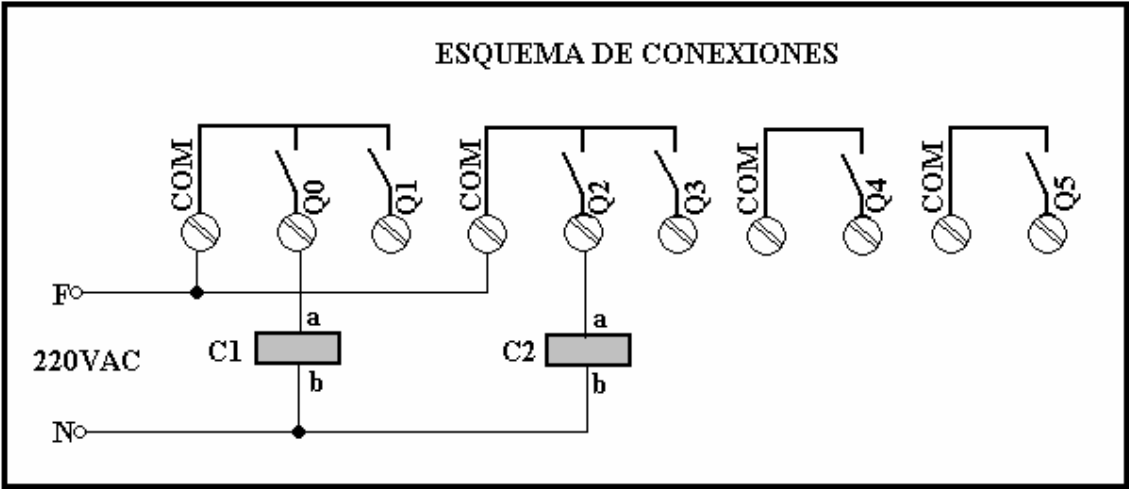 ESQUEMA DE CONEXIONES
COM Q0 Q1 COM Q2 Q3 COM Q4 COM Q5
F
a a
220VAC C1 C2
b b
N